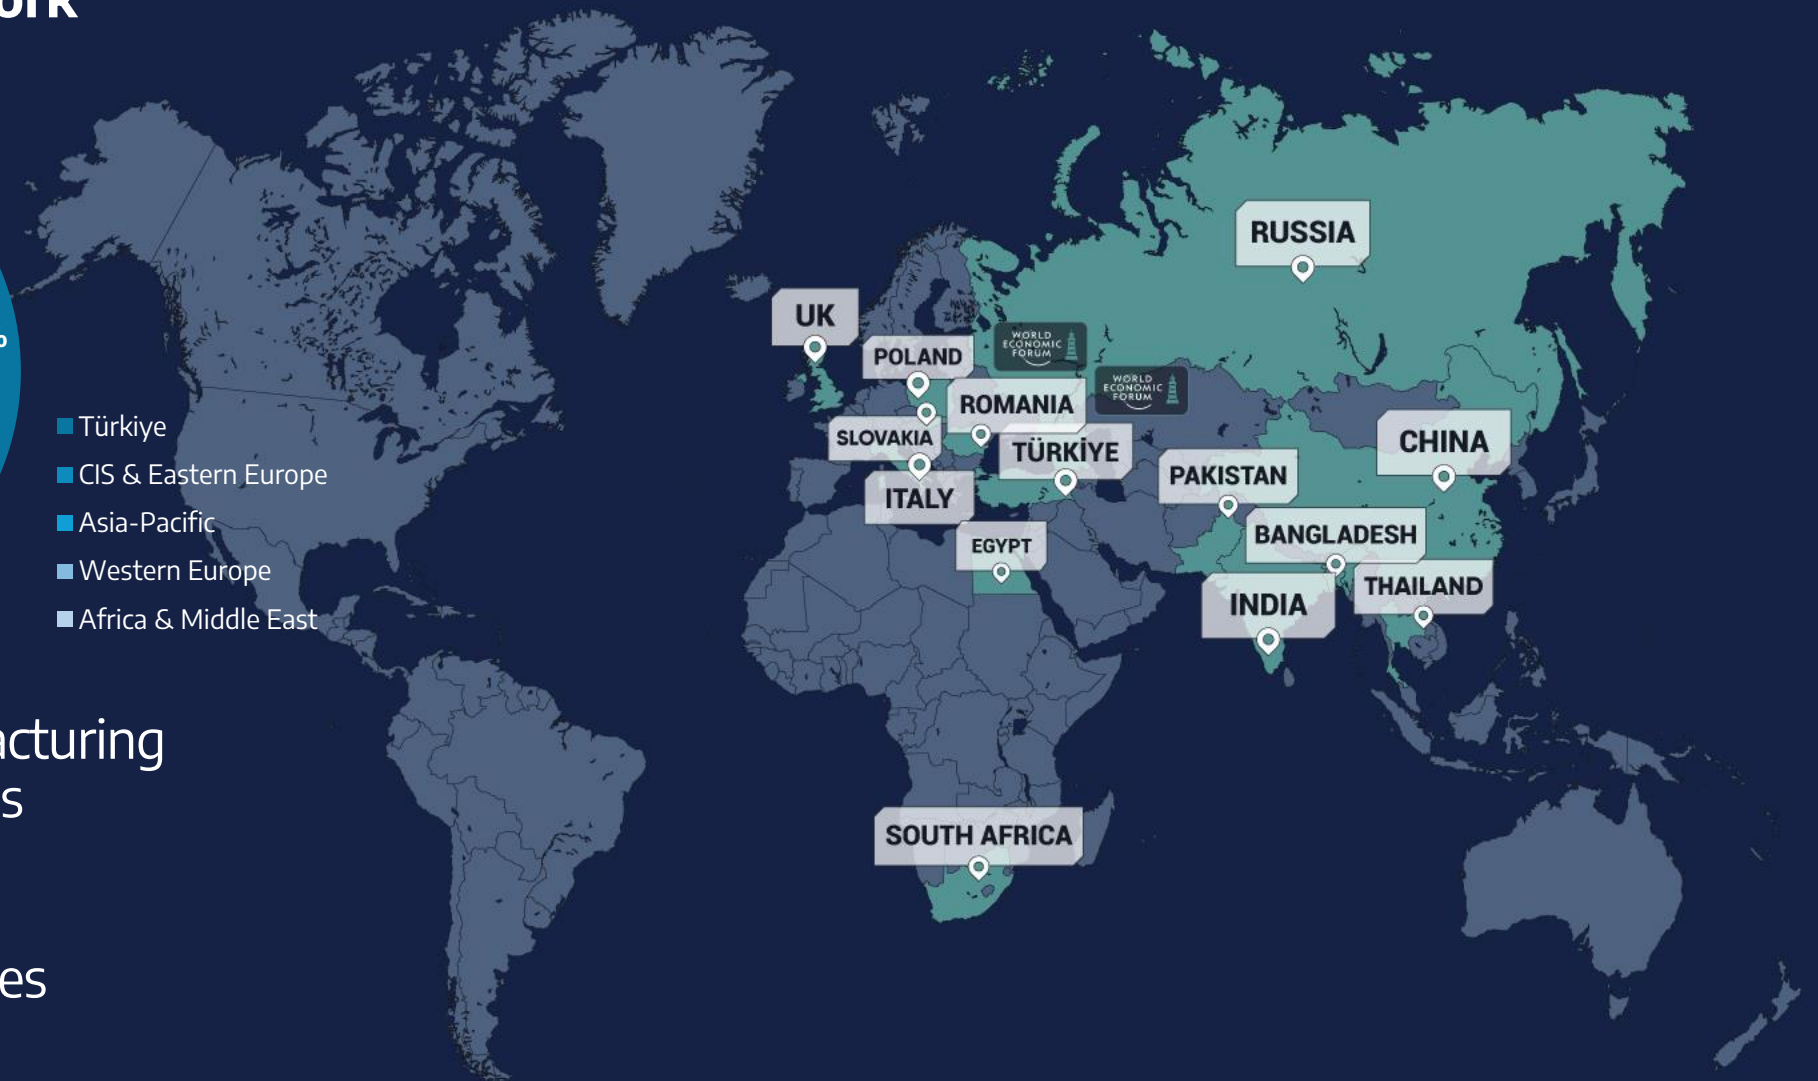 RUSSIA
UK
WORLD
ECONOMIC
FORUM
POLAND
WORLD
ECONOMIC
FORUM
ROMANIA
Türkiye
SLOVAKIA
TÜRKİYE
CHINA
CIS & Eastern Europe
PAKISTAN
ITALY
Asia-Pacific
BANGLADESH
EGYPT
Western Europe
THAILAND
INDIA
Africa & Middle East
acturing
s
SOUTH AFRICA
es